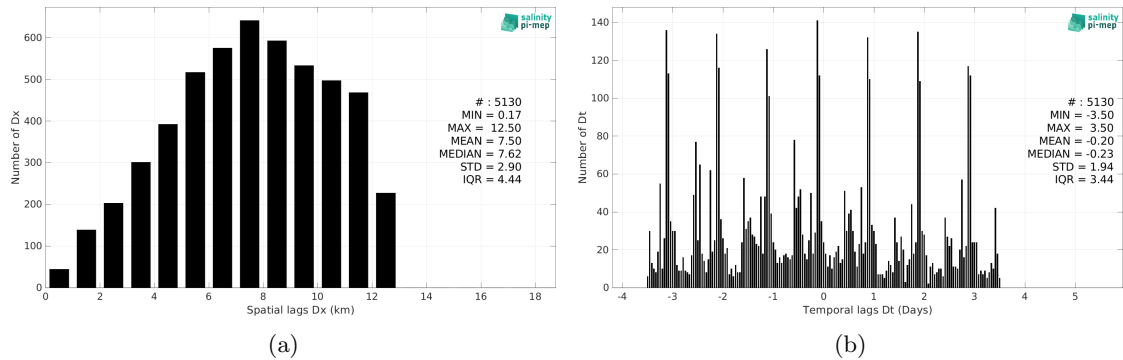 salinity
pi-mep
600
500
400
300
200
100
0
Number of Dx
# : 5130
MIN = 0.17
MAX = 12.50
MEAN = 7.50
MEDIAN = 7.62
STD = 2.90
IQR = 4.44
0 2 4 6 8 10 12 14 16 18
Spatial lags Dx (km)
(a)
salinity
pi-mep
140
120
100
80
60
40
20
0
Number of Dt
# : 5130
MIN = -3.50
MAX = 3.50
MEAN = -0.20
MEDIAN = -0.23
STD = 1.94
IQR = 3.44
-4 -3 -2 -1 0 1 2 3 4 5
Temporal lags Dt (Days)
(b)